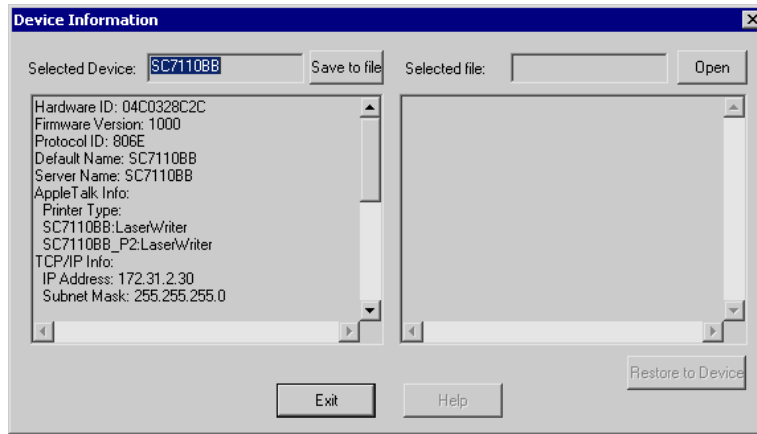 Device Information
Selected Device: SC7110BB Save to file Selected file: Open
Hardware ID: 04C0328C2C
Firmware Version: 1000
Protocol ID: 806E
Default Name: SC7110BB
Server Name: SC7110BB
AppleTalk Info:
Printer Type:
SC7110BB:LaserWriter
SC7110BB_P2:LaserWriter
TCP/IP Info:
IP Address: 172.31.2.30
Subnet Mask: 255.255.255.0
Restore to Device
Exit Help